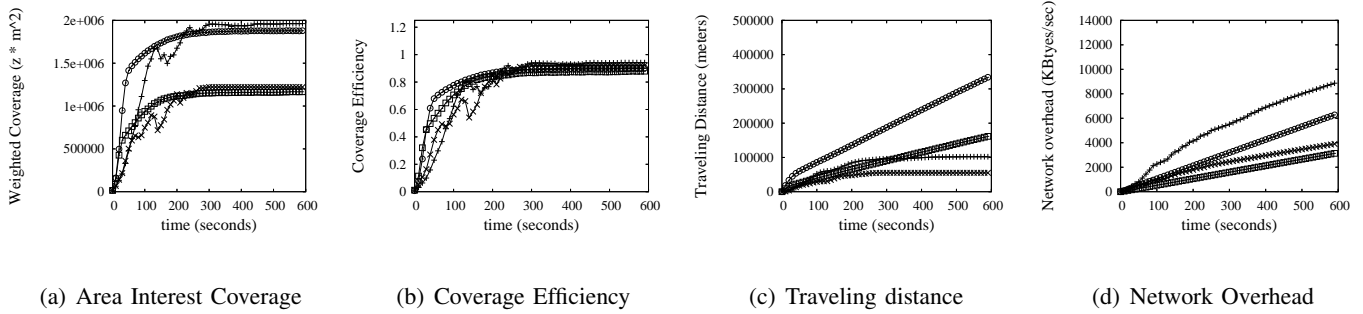 Weighted Coverage (z * m^2)
2e+006
1.5e+006
1e+006
500000
0
0 100 200 300 400 500 600
time (seconds)
(a) Area Interest Coverage
Coverage Efficiency
1.2
1
0.8
0.6
0.4
0.2
0
0 100 200 300 400 500 600
time (seconds)
(b) Coverage Efficiency
Traveling Distance (meters)
500000
400000
300000
200000
100000
0
0 100 200 300 400 500 600
time (seconds)
(c) Traveling distance
Network overhead (KBtyes/sec)
14000
12000
10000
8000
6000
4000
2000
0
0 100 200 300 400 500 600
time (seconds)
(d) Network Overhead